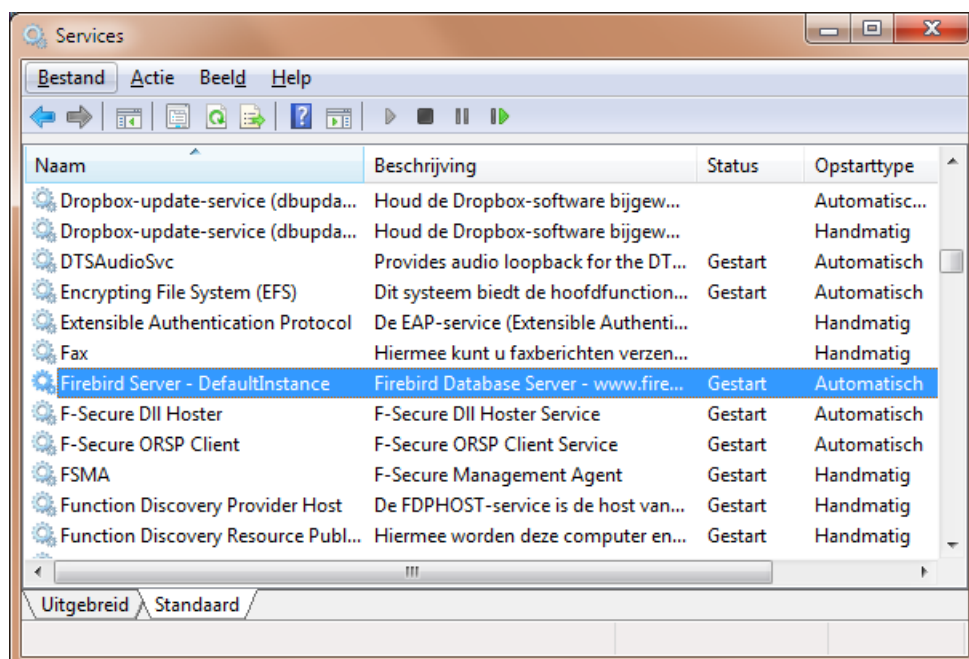 Services
Bestand Actie Beeld Help
Naam Beschrijving Status Opstarttype
Dropbox-update-service (dbupda... Houd de Dropbox-software bijgew... Automatisc...
Dropbox-update-service (dbupda... Houd de Dropbox-software bijgew... Handmatig
DTSAudioSvc Provides audio loopback for the DT... Gestart Automatisch
Encrypting File System (EFS) Dit systeem biedt de hoofdfunction... Gestart Automatisch
Extensible Authentication Protocol De EAP-service (Extensible Authenti... Handmatig
Fax Hiermee kunt u faxberichten verzen... Handmatig
Firebird Server - DefaultInstance Firebird Database Server - www.fire... Gestart Automatisch
F-Secure Dll Hoster F-Secure Dll Hoster Service Gestart Automatisch
F-Secure ORSP Client F-Secure ORSP Client Service Gestart Automatisch
FSMA F-Secure Management Agent Gestart Handmatig
Function Discovery Provider Host De FDPHOST-service is de host van... Gestart Handmatig
Function Discovery Resource Publ... Hiermee worden deze computer en... Gestart Handmatig
Uitgebreid Standaard